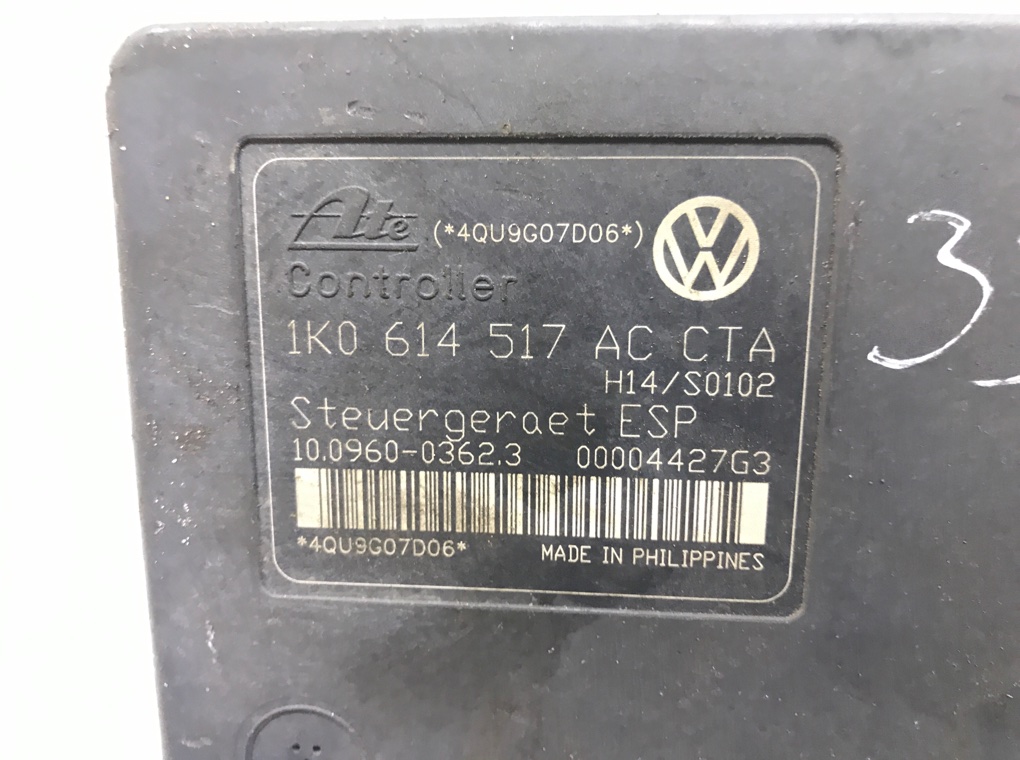 Ate (*4QU9G07D06*)
Controller
1K0 614 517 AC CTA
H14/S0102
Steuergeraet ESP
10.0960-0362.3 00004427G3
*4QU9G07D06* MADE IN PHILIPPINES